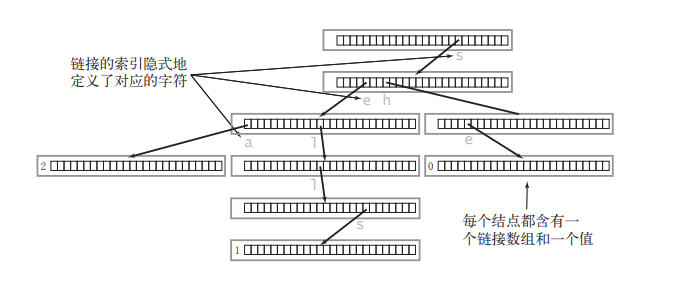 链接的索引隐式地
定义了对应的字符
s
e h
a
l
e
2
0
l
s
每个结点都含有一
个链接数组和一个值
1